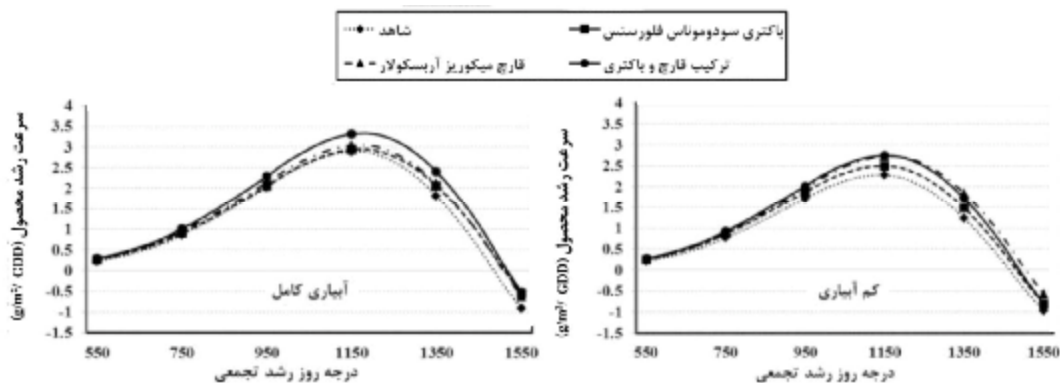 شاهد
باکتری سودوموناس فلورسنس
قارچ میکوریز آربسکولار
ترکیب قارچ و باکتری
سرعت رشد محصول (g/m²/ GDD)
4
3.5
3
2.5
2
1.5
1
0.5
0
-0.5
-1
-1.5
آبیاری کامل
550 750 950 1150 1350 1550
درجه روز رشد تجمعی
سرعت رشد محصول (g/m²/ GDD)
4
3.5
3
2.5
2
1.5
1
0.5
0
-0.5
-1
-1.5
کم آبیاری
550 750 950 1150 1350 1550
درجه روز رشد تجمعی